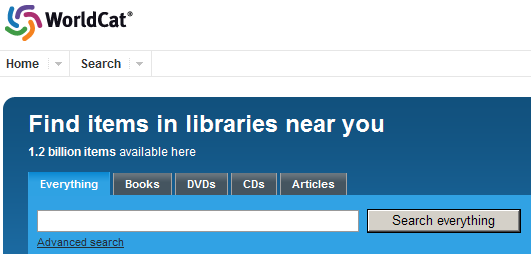 WorldCat®
Home Search
Find items in libraries near you
1.2 billion items available here
Everything Books DVDs CDs Articles
Search everything
Advanced search